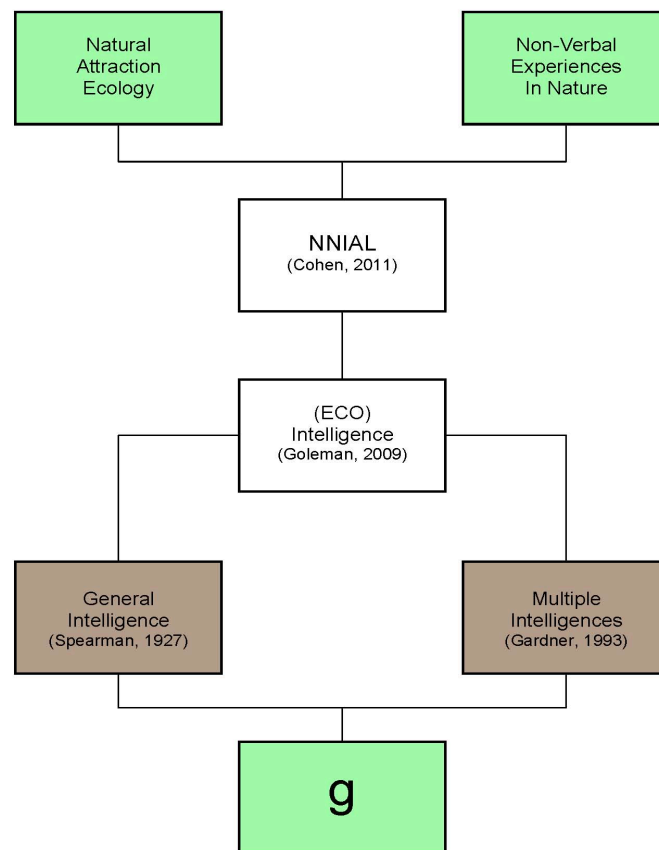 Natural
Attraction
Ecology
Non-Verbal
Experiences
In Nature
NNIAL
(Cohen, 2011)
(ECO)
Intelligence
(Goleman, 2009)
General
Intelligence
(Spearman, 1927)
Multiple
Intelligences
(Gardner, 1993)
g